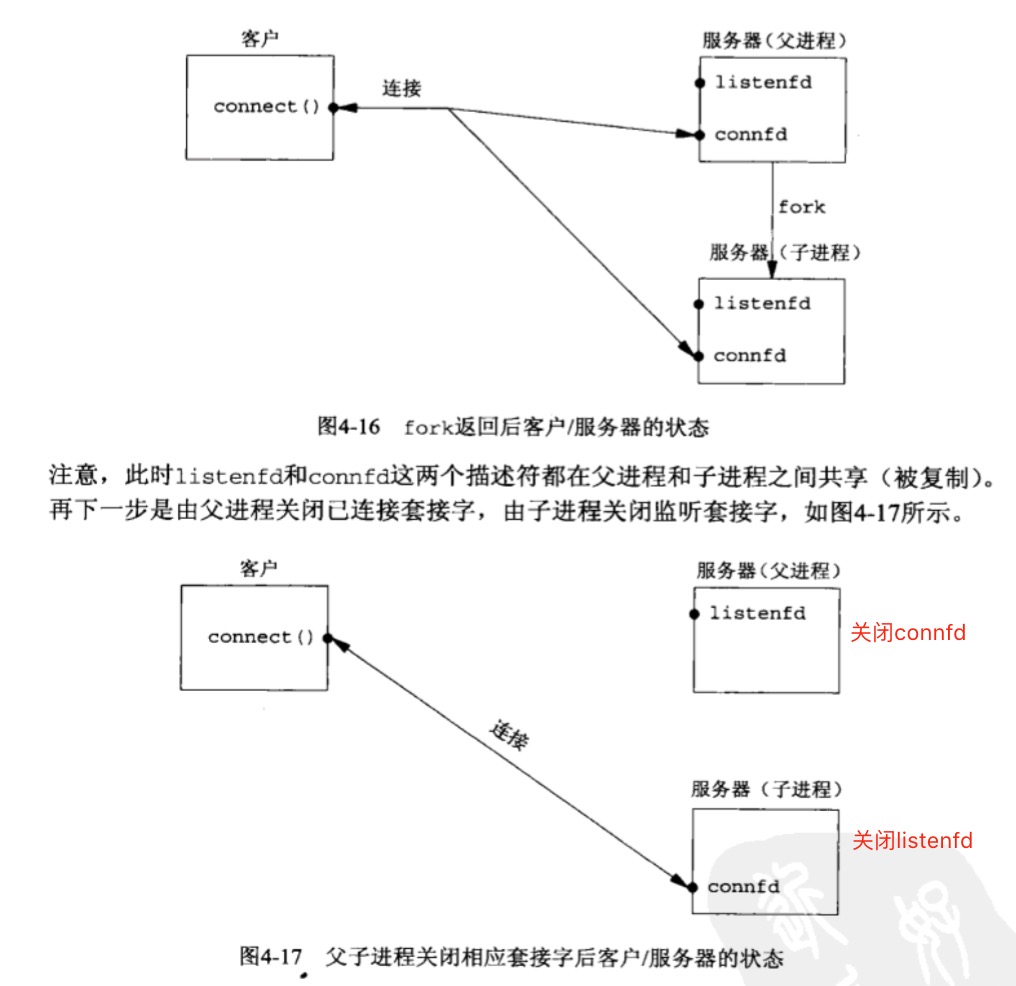 客户
服务器(父进程)
connect()
连接
listenfd
connfd
fork
服务器(子进程)
listenfd
connfd
图4-16 fork返回后客户/服务器的状态
注意，此时listenfd和connfd这两个描述符都在父进程和子进程之间共享（被复制）。
再下一步是由父进程关闭已连接套接字，由子进程关闭监听套接字，如图4-17所示。
客户
服务器(父进程)
connect()
listenfd
关闭connfd
连接
服务器(子进程)
关闭listenfd
connfd
图4-17 父子进程关闭相应套接字后客户/服务器的状态